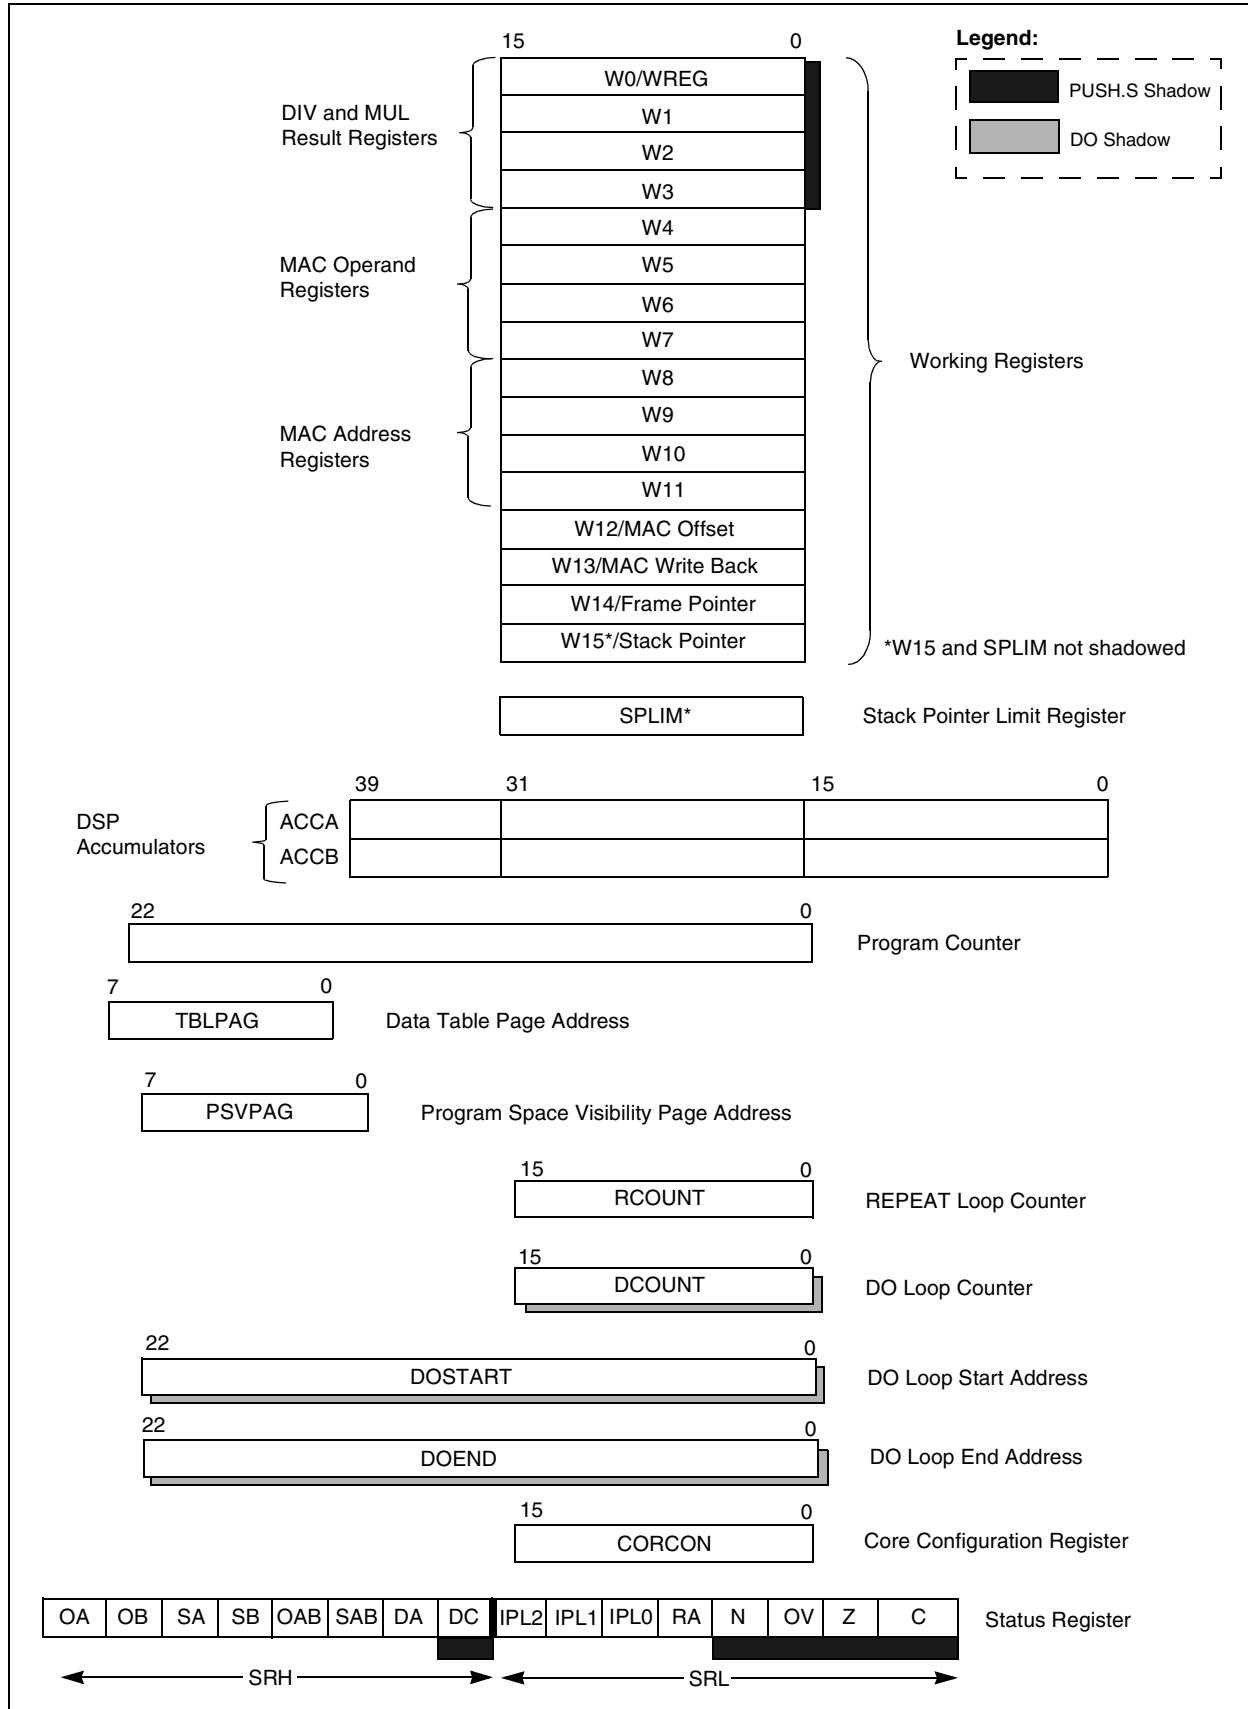 15 0
Legend:
PUSH.S Shadow
DO Shadow
W0/WREG
DIV and MUL
Result Registers
W1
W2
W3
W4
MAC Operand
Registers
W5
W6
W7
W8
Working Registers
W9
MAC Address
Registers
W10
W11
W12/MAC Offset
W13/MAC Write Back
W14/Frame Pointer
W15*/Stack Pointer
*W15 and SPLIM not shadowed
SPLIM* Stack Pointer Limit Register
39 31 15 0
DSP
Accumulators
ACCA
ACCB
22 0
Program Counter
7 0
TBLPAG Data Table Page Address
7 0
PSVPAG Program Space Visibility Page Address
15 0
RCOUNT REPEAT Loop Counter
15 0
DCOUNT DO Loop Counter
22 0
DOSTART DO Loop Start Address
22 0
DOEND DO Loop End Address
15 0
CORCON Core Configuration Register
OA OB SA SB OAB SAB DA DC IPL2 IPL1 IPL0 RA N OV Z C Status Register
SRH SRL